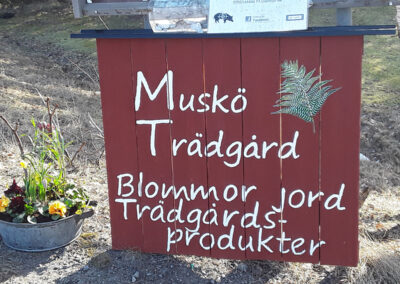 Muskö
Trädgård
Blommor Jord
Trädgårds-
produkter